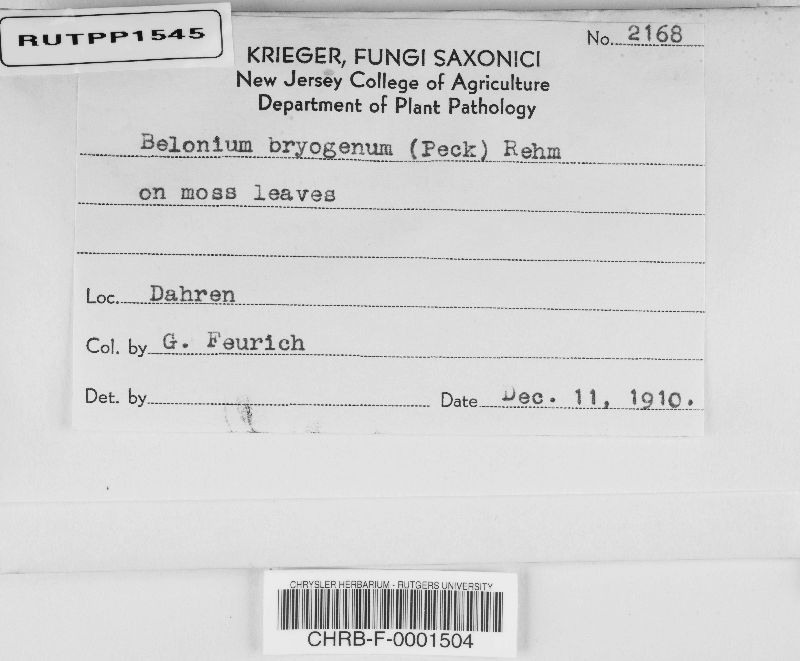 RUTPP1545
No. 2168
KRIEGER, FUNGI SAXONICI
New Jersey College of Agriculture
Department of Plant Pathology
Belonium bryogenum (Peck) Rehm
on moss leaves
Loc. Dahren
Col. by G. Feurich
Det. by
Date Dec. 11, 1910.
CHRYSLER HERBARIUM - RUTGERS UNIVERSITY
CHRB-F-0001504